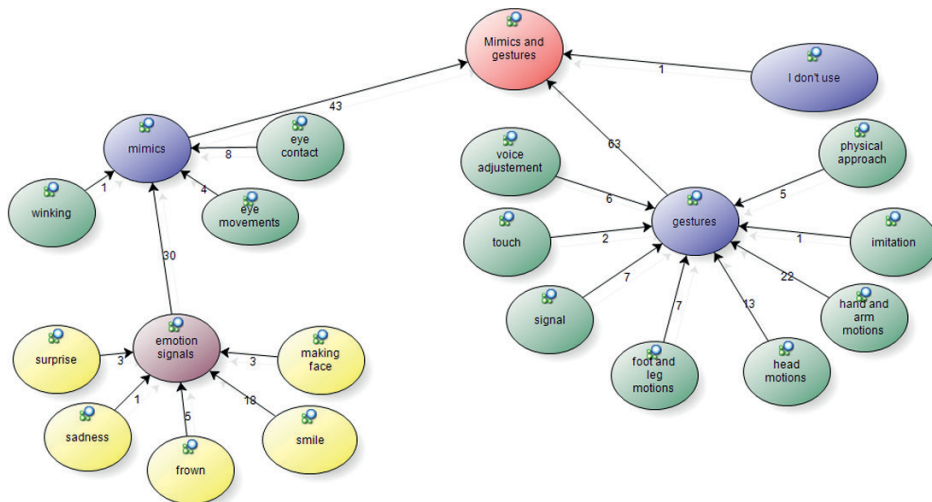 Mimics and
gestures
1
I don't use
43
mimics
8
eye
contact
63
voice
adjustement
physical
approach
1
winking
4
eye
movements
6
5
gestures
touch
2
1
imitation
30
7
22
signal
7
13
hand and
arm
motions
surprise
3
emotion
signals
3
making
face
foot and
leg
motions
head
motions
1
18
sadness
5
smile
frown